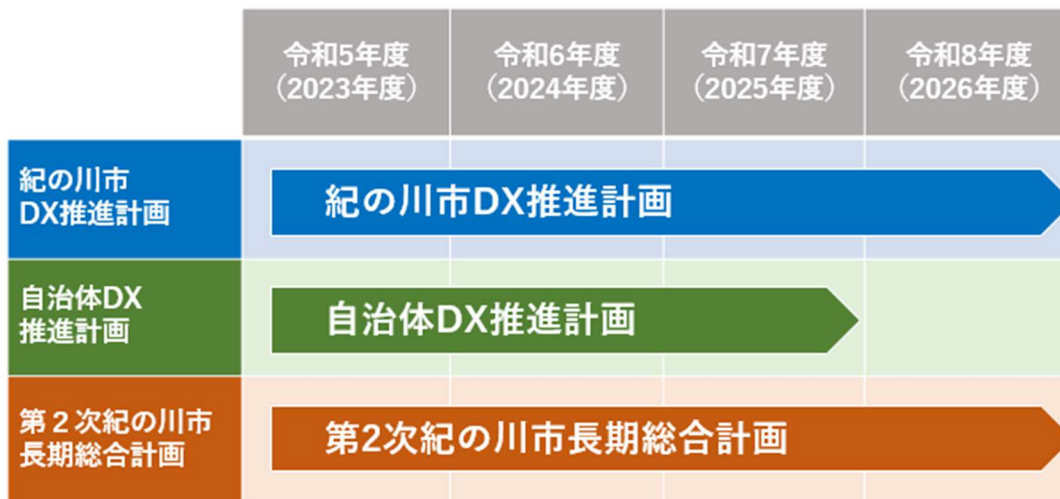 令和5年度
（2023年度）
令和6年度
（2024年度）
令和7年度
（2025年度）
令和8年度
（2026年度）
紀の川市
DX推進計画
紀の川市DX推進計画
自治体DX
推進計画
自治体DX推進計画
第２次紀の川市
長期総合計画
第2次紀の川市長期総合計画